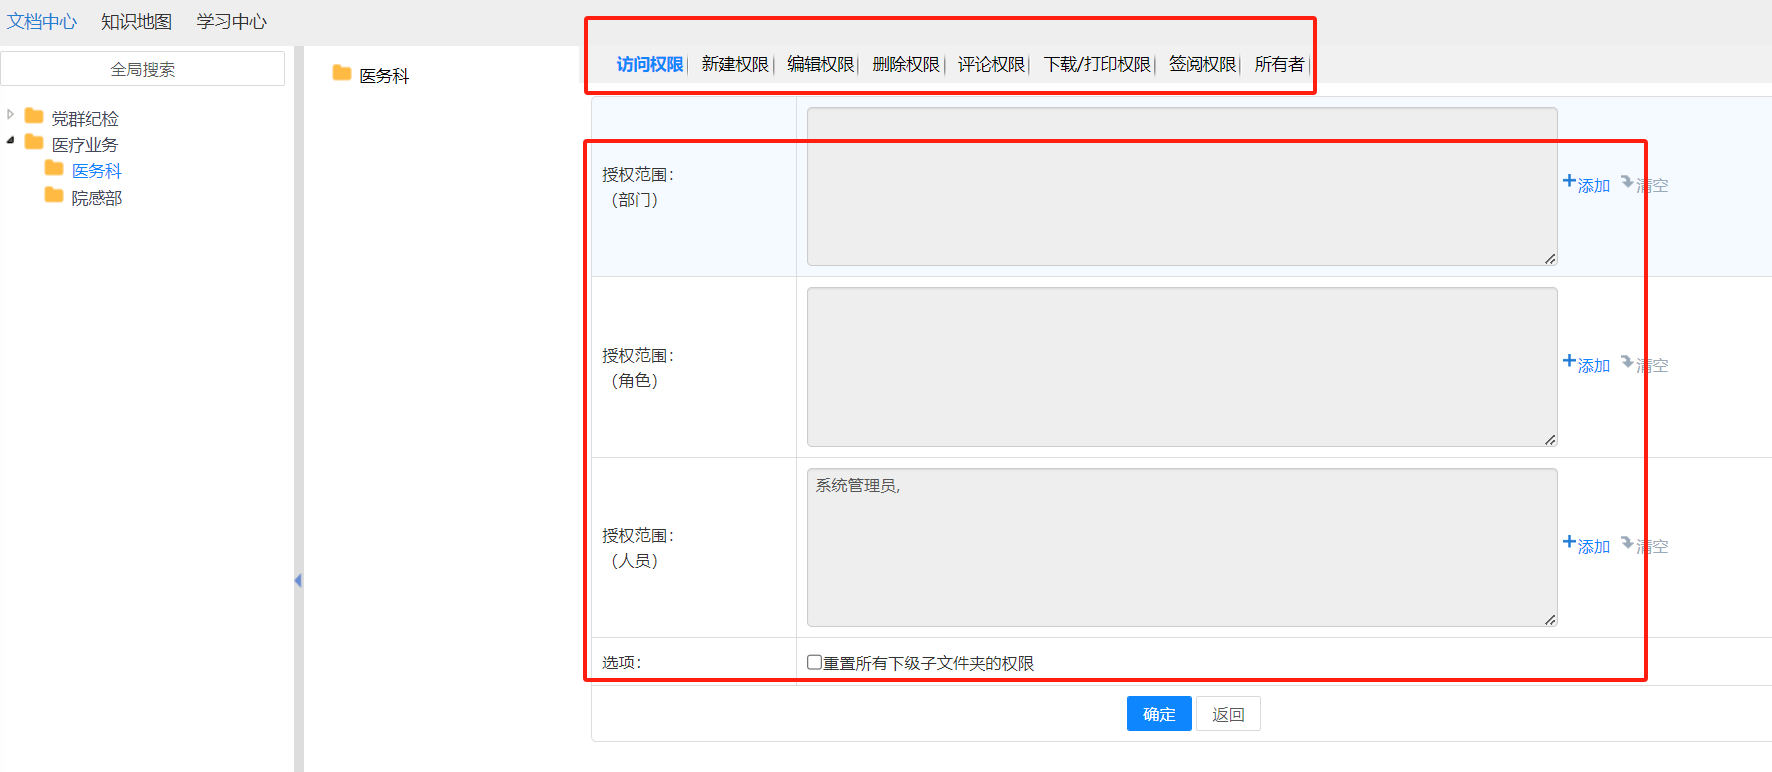 文档中心 知识地图 学习中心
全局搜索
党群纪检
医疗业务
医务科
院感部
医务科
访问权限 新建权限 编辑权限 删除权限 评论权限 下载/打印权限 签阅权限 所有者
授权范围：
（部门）
添加 清空
授权范围：
（角色）
添加 清空
授权范围：
（人员）
系统管理员,
添加 清空
选项：
重置所有下级子文件夹的权限
确定 返回